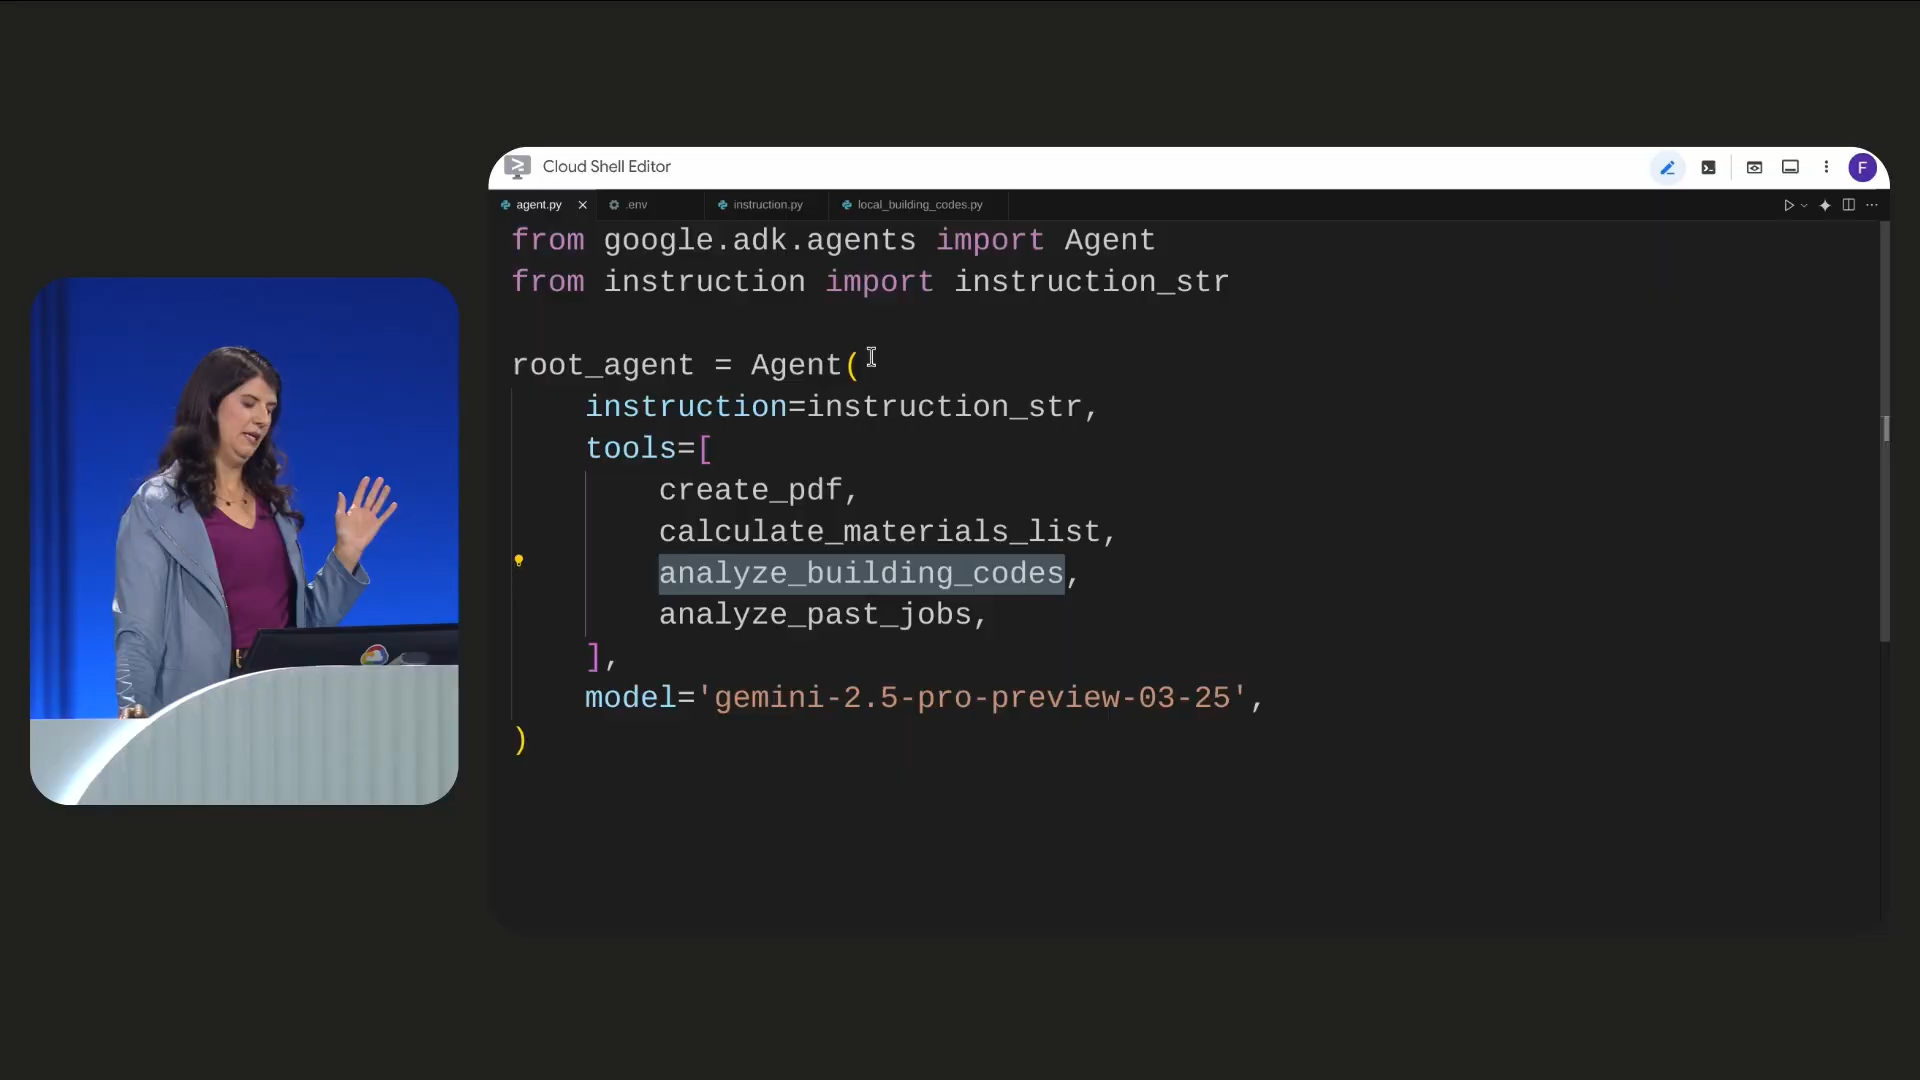 Cloud Shell Editor
F
agent.py
.env
instruction.py
local_building_codes.py
from google.adk.agents import Agent
from instruction import instruction_str
root_agent = Agent(
instruction=instruction_str,
tools=[
create_pdf,
calculate_materials_list,
analyze_building_codes,
analyze_past_jobs,
],
model='gemini-2.5-pro-preview-03-25',
)